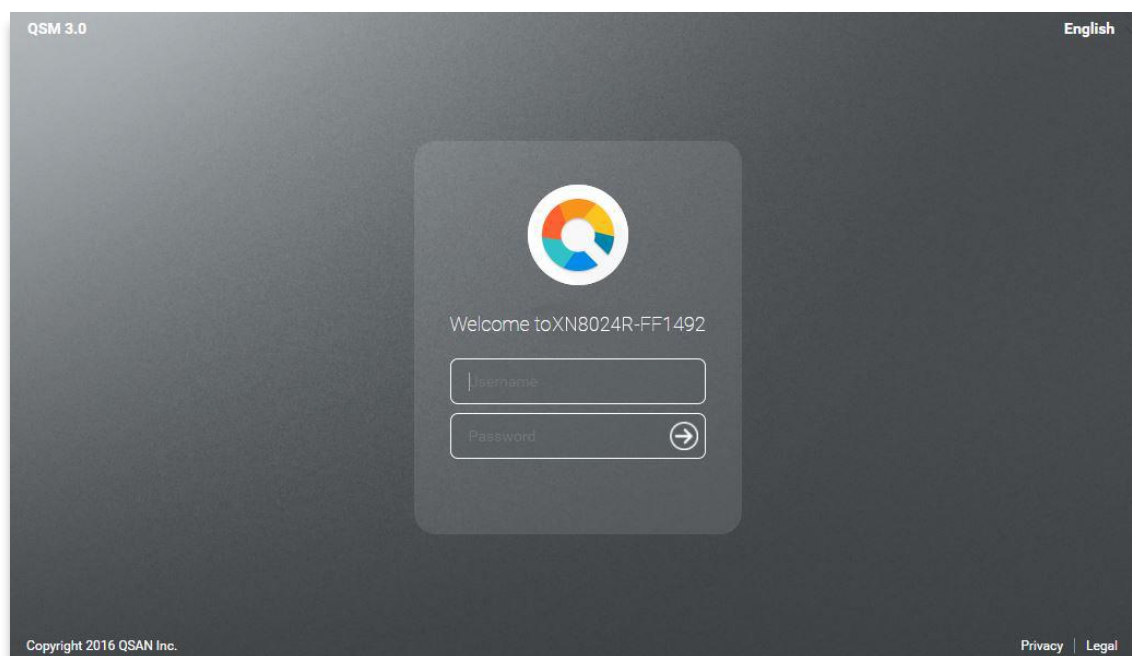 QSM 3.0
English
Welcome toXN8024R-FF1492
Username
Password
Copyright 2016 QSAN Inc.
Privacy | Legal